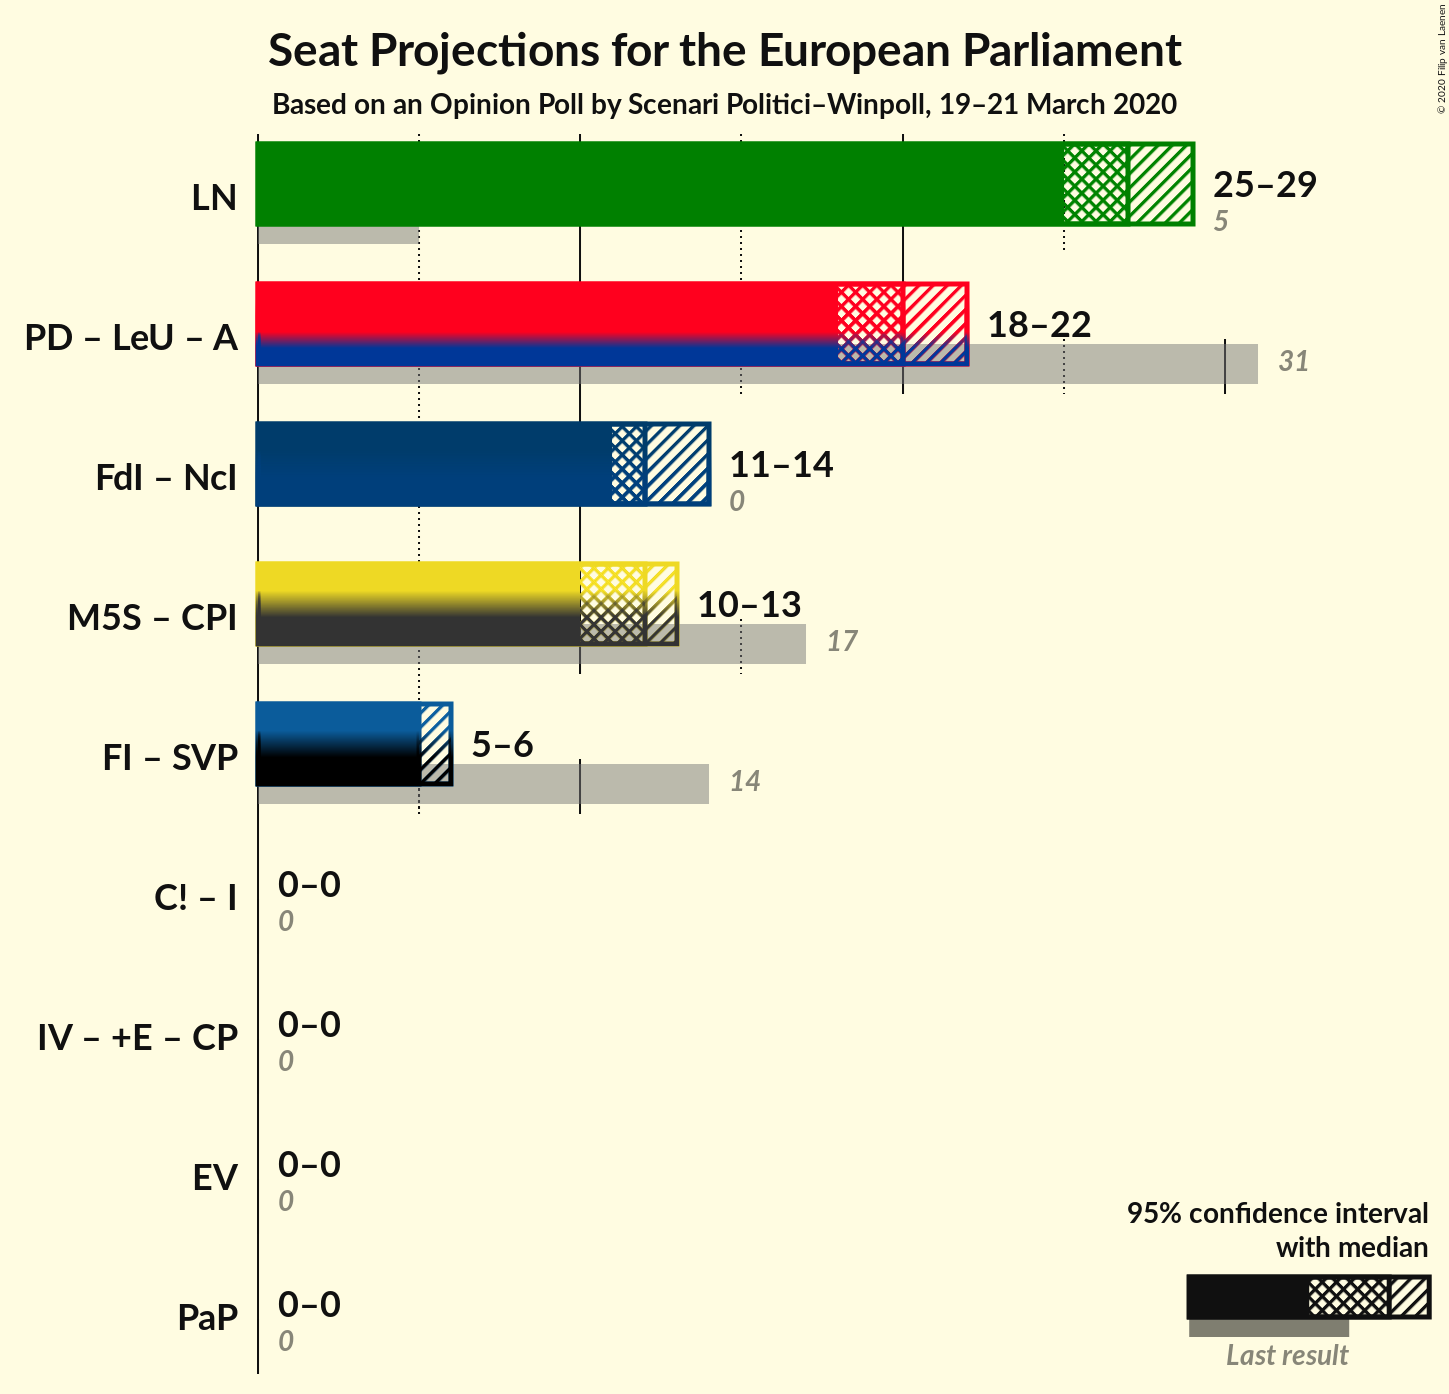 Seat Projections for the European Parliament
Based on an Opinion Poll by Scenari Politici–Winpoll, 19–21 March 2020
© 2020 Filip van Laenen
LN
25–29
5
PD – LeU – A
18–22
31
FdI – NcI
11–14
0
M5S – CPI
10–13
17
FI – SVP
5–6
14
C! – I
0–0
0
IV – +E – CP
0–0
0
EV
0–0
0
PaP
0–0
0
95% confidence interval
with median
Last result